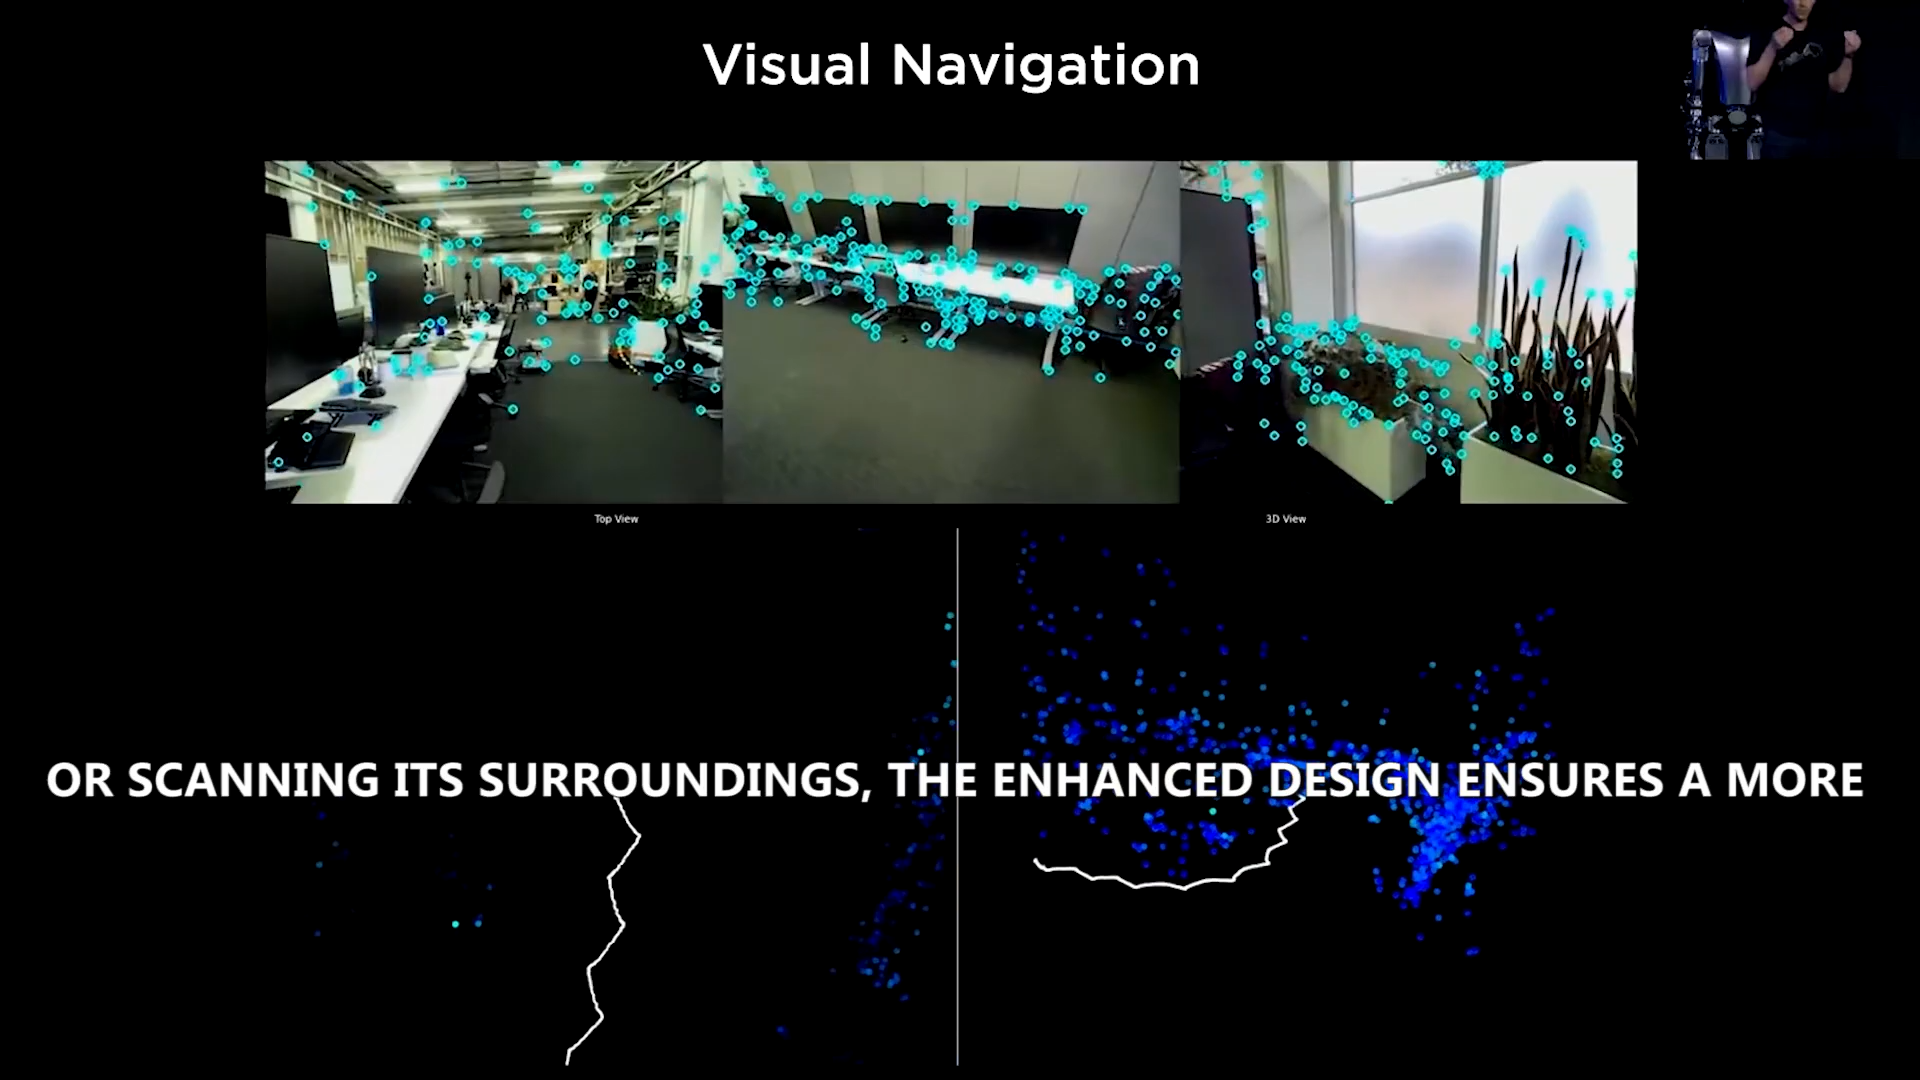 Visual Navigation
Top View
3D View
OR SCANNING ITS SURROUNDINGS, THE ENHANCED DESIGN ENSURES A MORE